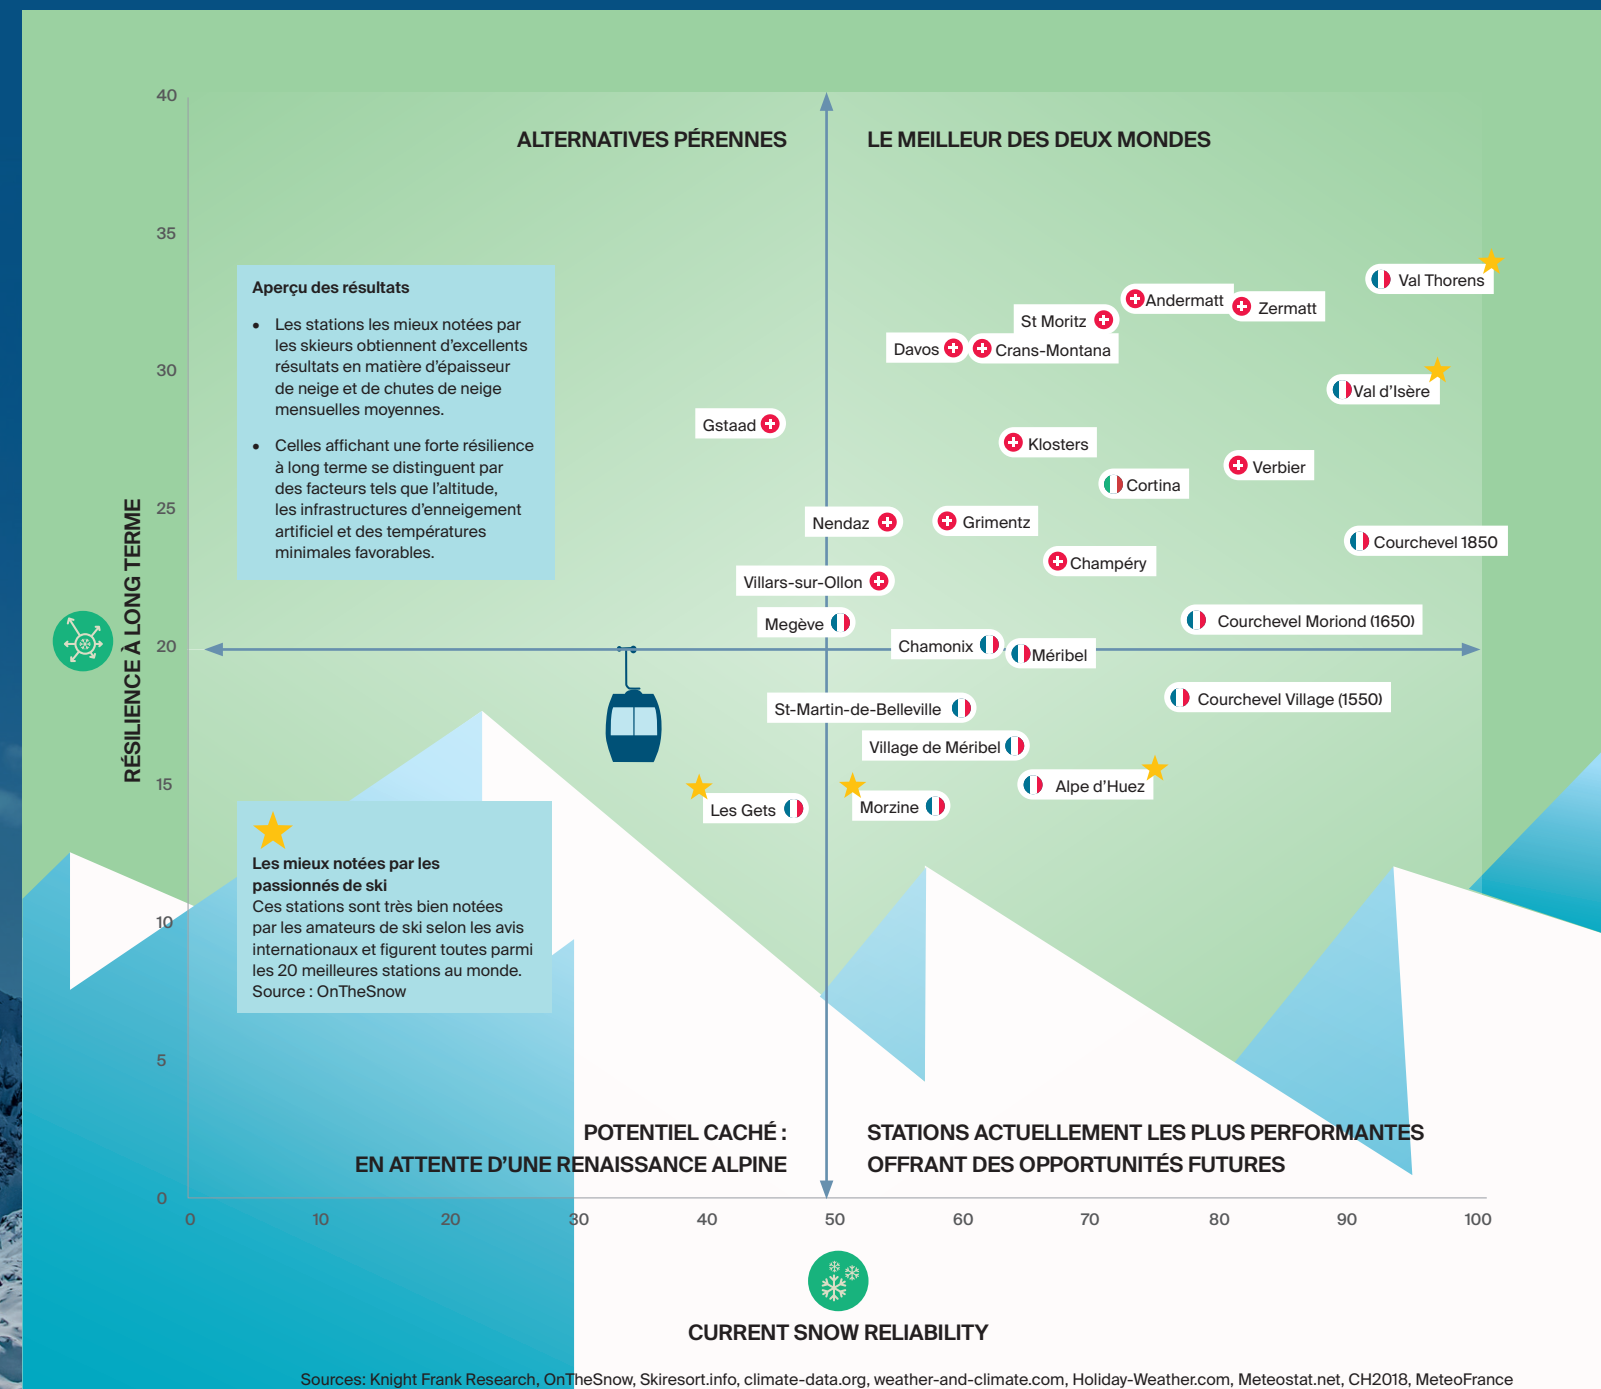 40
35
30
25
20
15
10
5
0
RÉSILIENCE À LONG TERME
ALTERNATIVES PÉRENNES
LE MEILLEUR DES DEUX MONDES
Aperçu des résultats
• Les stations les mieux notées par
les skieurs obtiennent d’excellents
résultats en matière d’épaisseur
de neige et de chutes de neige
mensuelles moyennes.
• Celles affichant une forte résilience
à long terme se distinguent par
des facteurs tels que l’altitude,
les infrastructures d’enneigement
artificiel et des températures
minimales favorables.
Val Thorens
Andermatt
Zermatt
St Moritz
Davos
Crans-Montana
Val d’Isère
Gstaad
Klosters
Verbier
Cortina
Nendaz
Grimentz
Courchevel 1850
Champéry
Villars-sur-Ollon
Megève
Courchevel Moriond (1650)
Chamonix
Méribel
Courchevel Village (1550)
St-Martin-de-Belleville
Village de Méribel
Alpe d’Huez
Les Gets
Morzine
Les mieux notées par les
passionnés de ski
Ces stations sont très bien notées
par les amateurs de ski selon les avis
internationaux et figurent toutes parmi
les 20 meilleures stations au monde.
Source : OnTheSnow
POTENTIEL CACHÉ :
EN ATTENTE D’UNE RENAISSANCE ALPINE
STATIONS ACTUELLEMENT LES PLUS PERFORMANTES
OFFRANT DES OPPORTUNITÉS FUTURES
0 10 20 30 40 50 60 70 80 90 100
CURRENT SNOW RELIABILITY
Sources: Knight Frank Research, OnTheSnow, Skiresort.info, climate-data.org, weather-and-climate.com, Holiday-Weather.com, Meteostat.net, CH2018, MeteoFrance